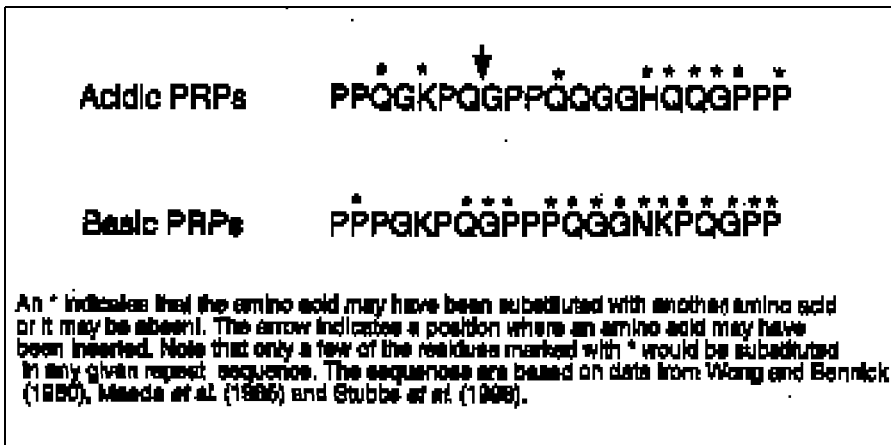 Acidic PRPs PPQGKPQGPPQQGGHQQGPPP
Basic PRPs PPPGKPQGPPPQGGNKPQGPP
An * indicates that the amino acid may have been substituted with another amino acid
or it may be absent. The arrow indicates a position where an amino acid may have
been inserted. Note that only a few of the residues marked with * would be substituted
in any given repeat sequence. The sequences are based on data from Wong and Bennick
(1980), Maeda et al. (1985) and Stubbs et al. (1998).